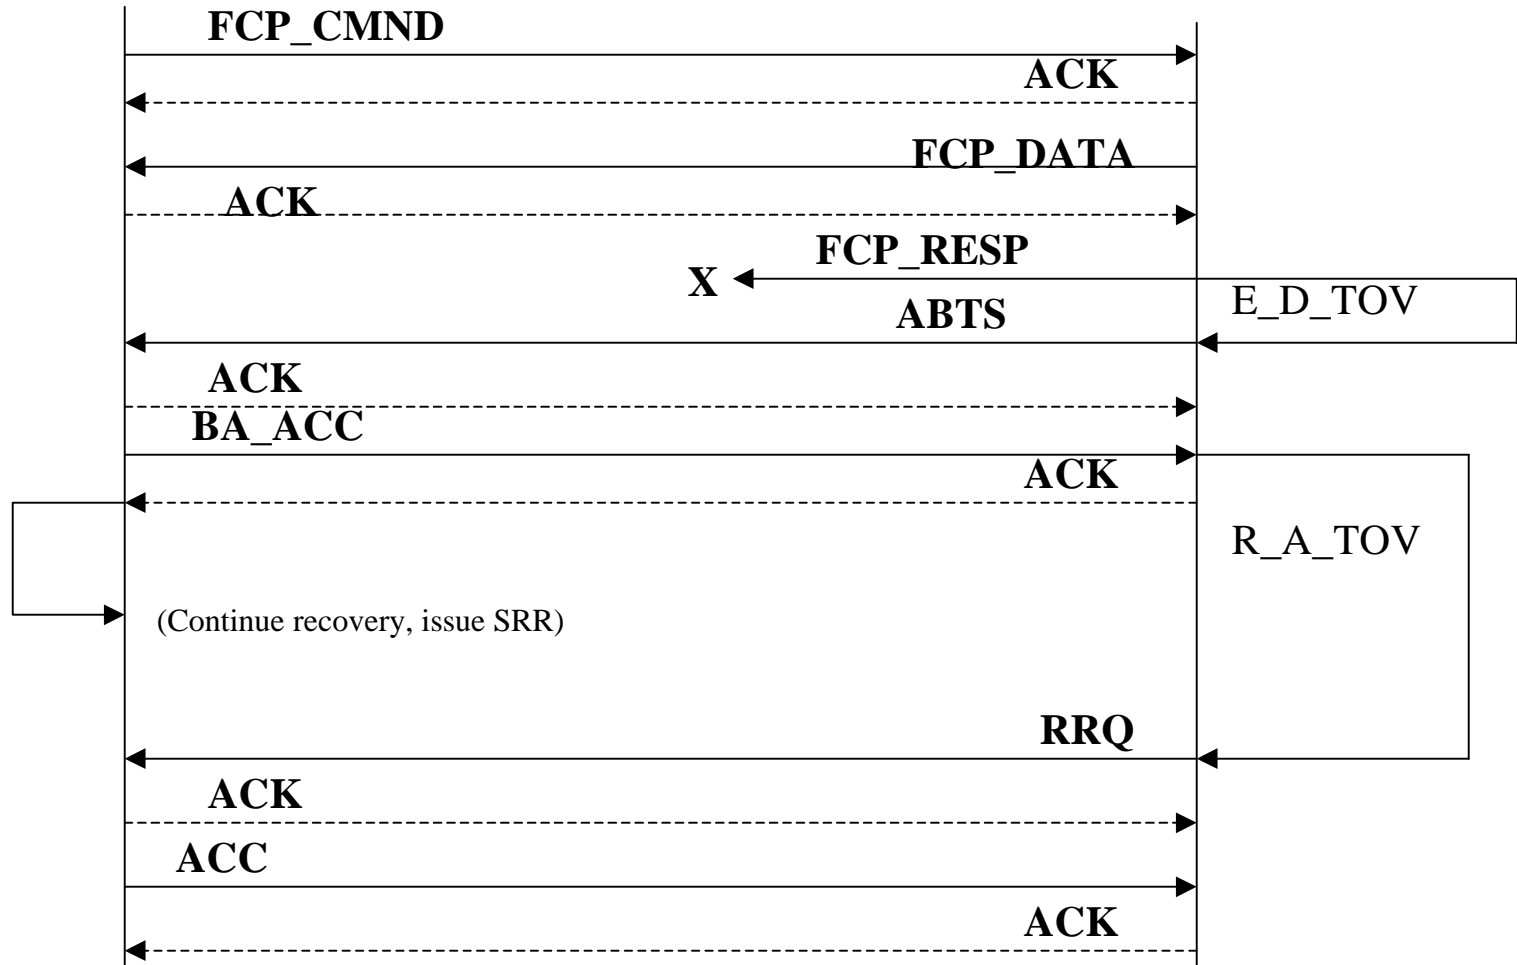 FCP_CMND
ACK
FCP_DATA
ACK
FCP_RESP
X
E_D_TOV
ABTS
ACK
BA_ACC
ACK
R_A_TOV
(Continue recovery, issue SRR)
RRQ
ACK
ACC
ACK